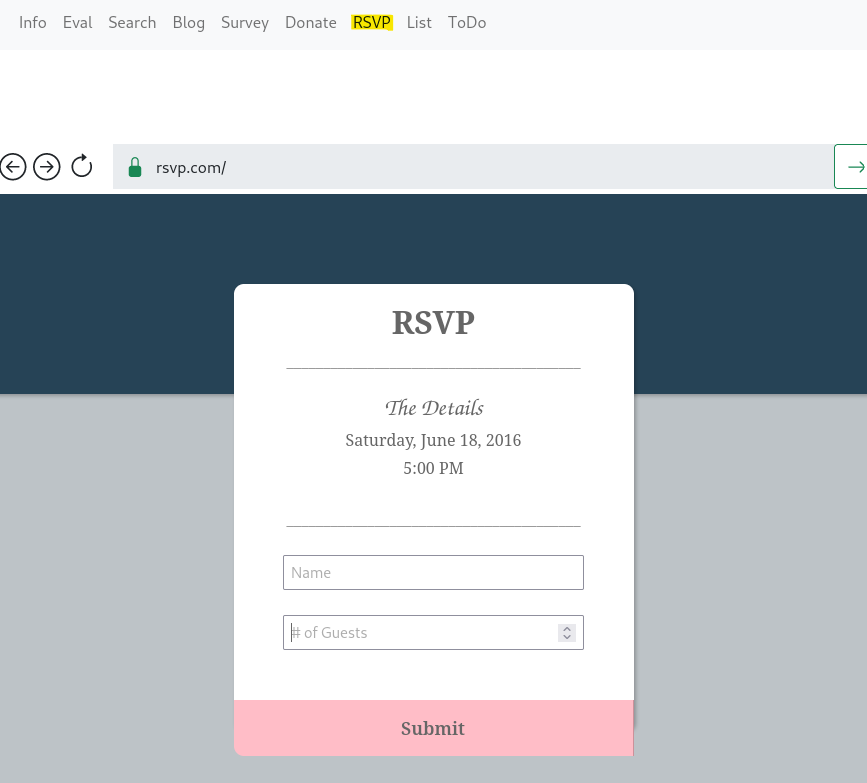 Info Eval Search Blog Survey Donate RSVP List ToDo
rsvp.com/
RSVP
The Details
Saturday, June 18, 2016
5:00 PM
Name
# of Guests
Submit